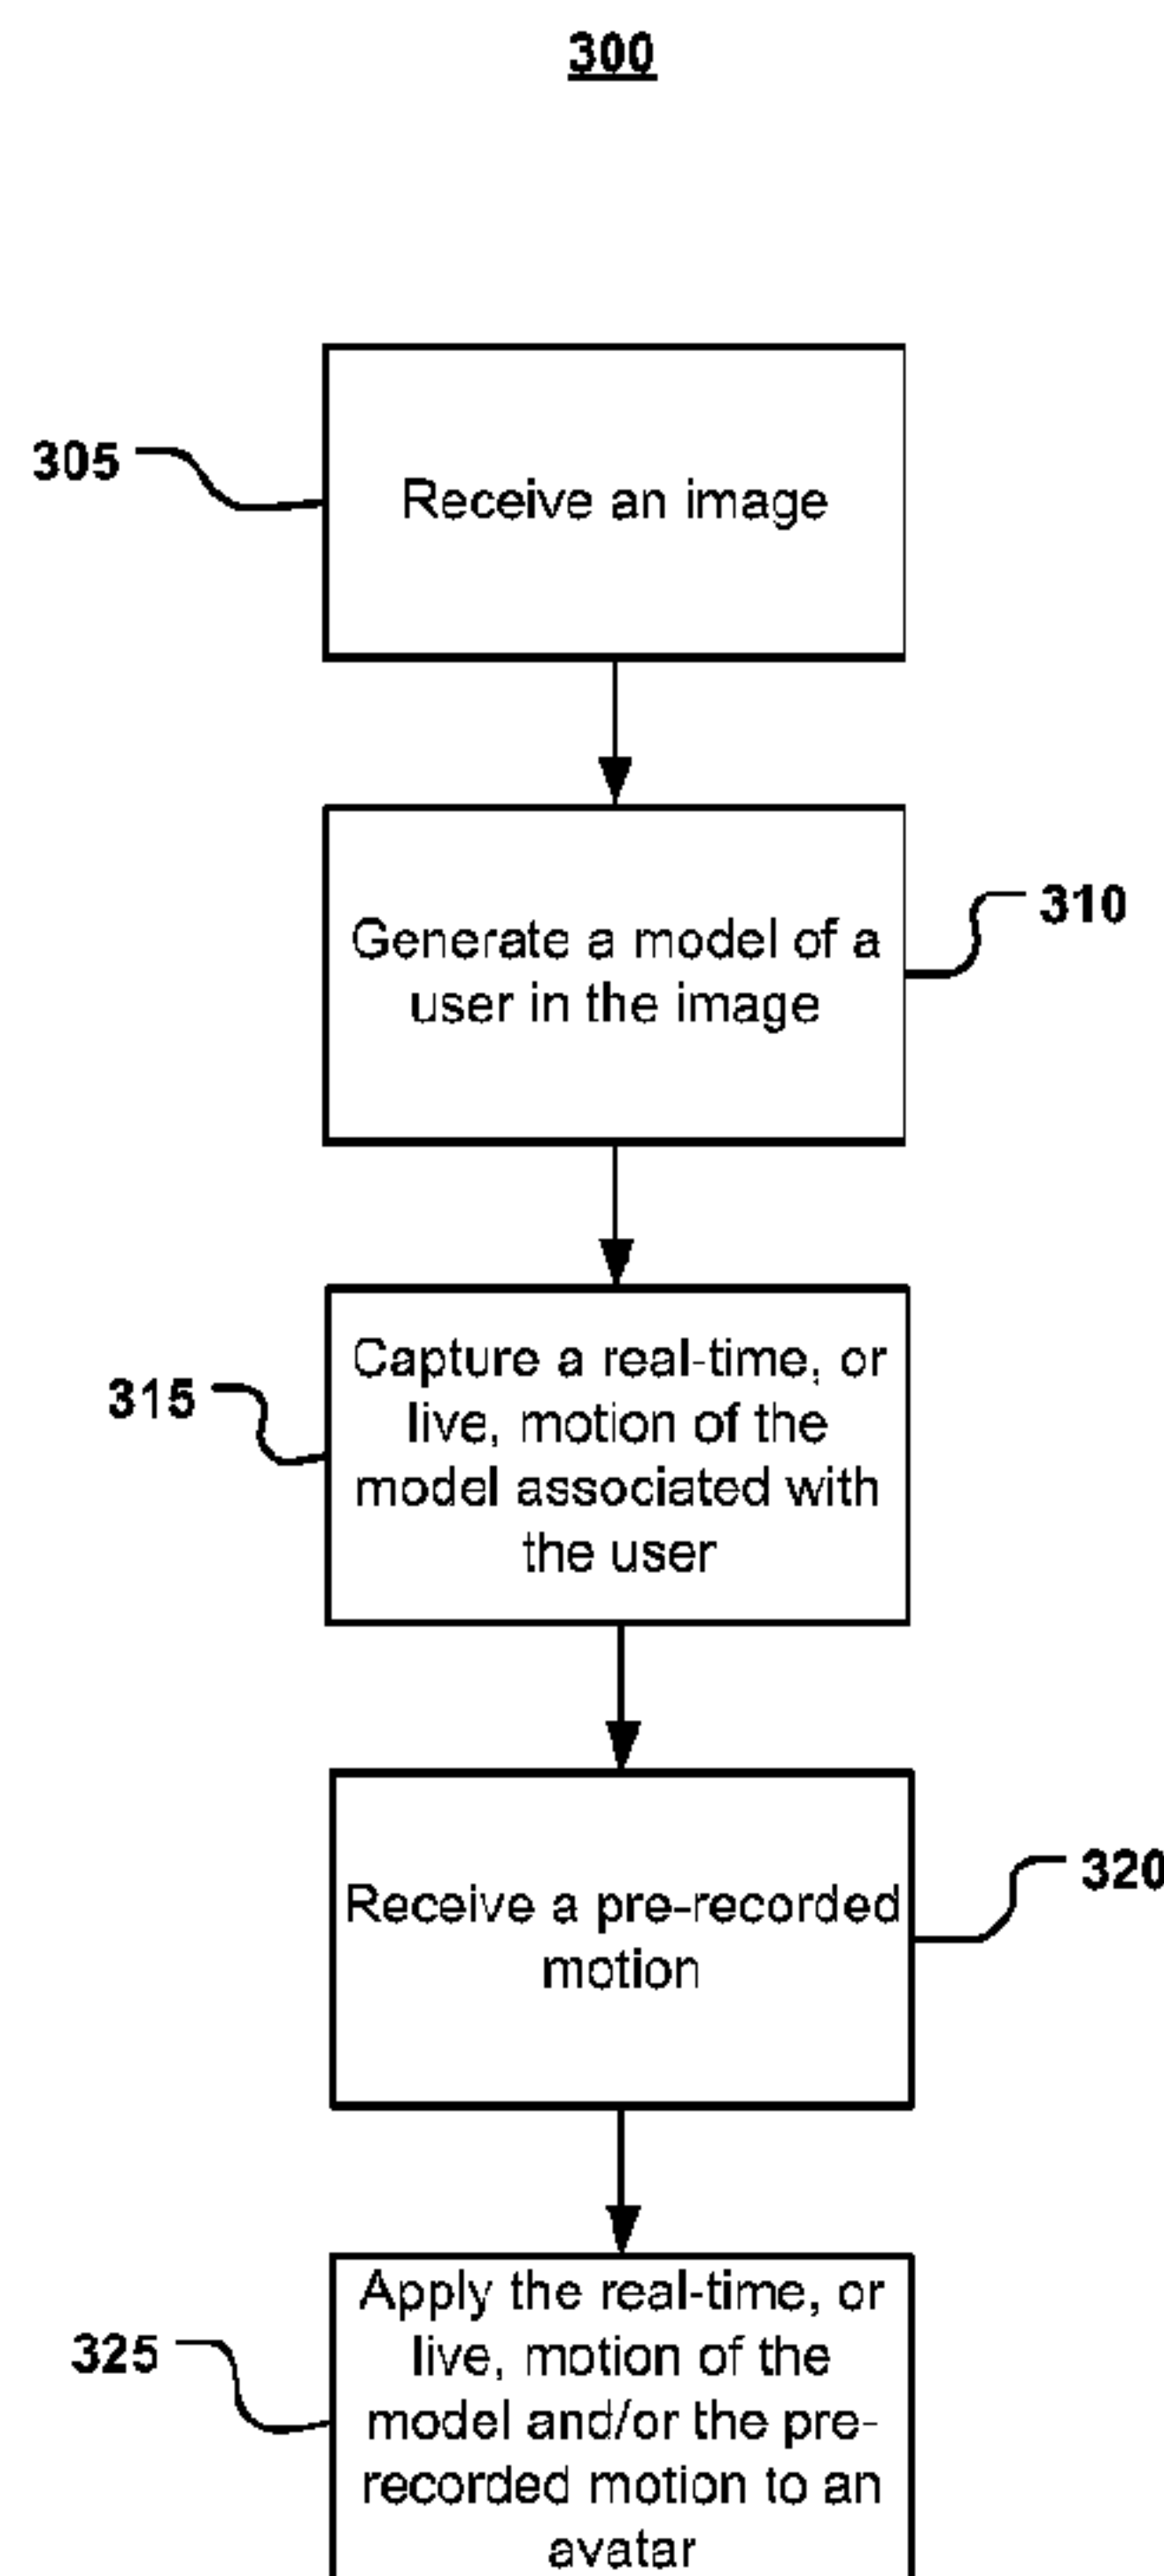 300
305
Receive an image
Generate a model of a
user in the image
310
315
Capture a real-time, or
live, motion of the
model associated with
the user
Receive a pre-recorded
motion
320
325
Apply the real-time, or
live, motion of the
model and/or the pre-
recorded motion to an
avatar